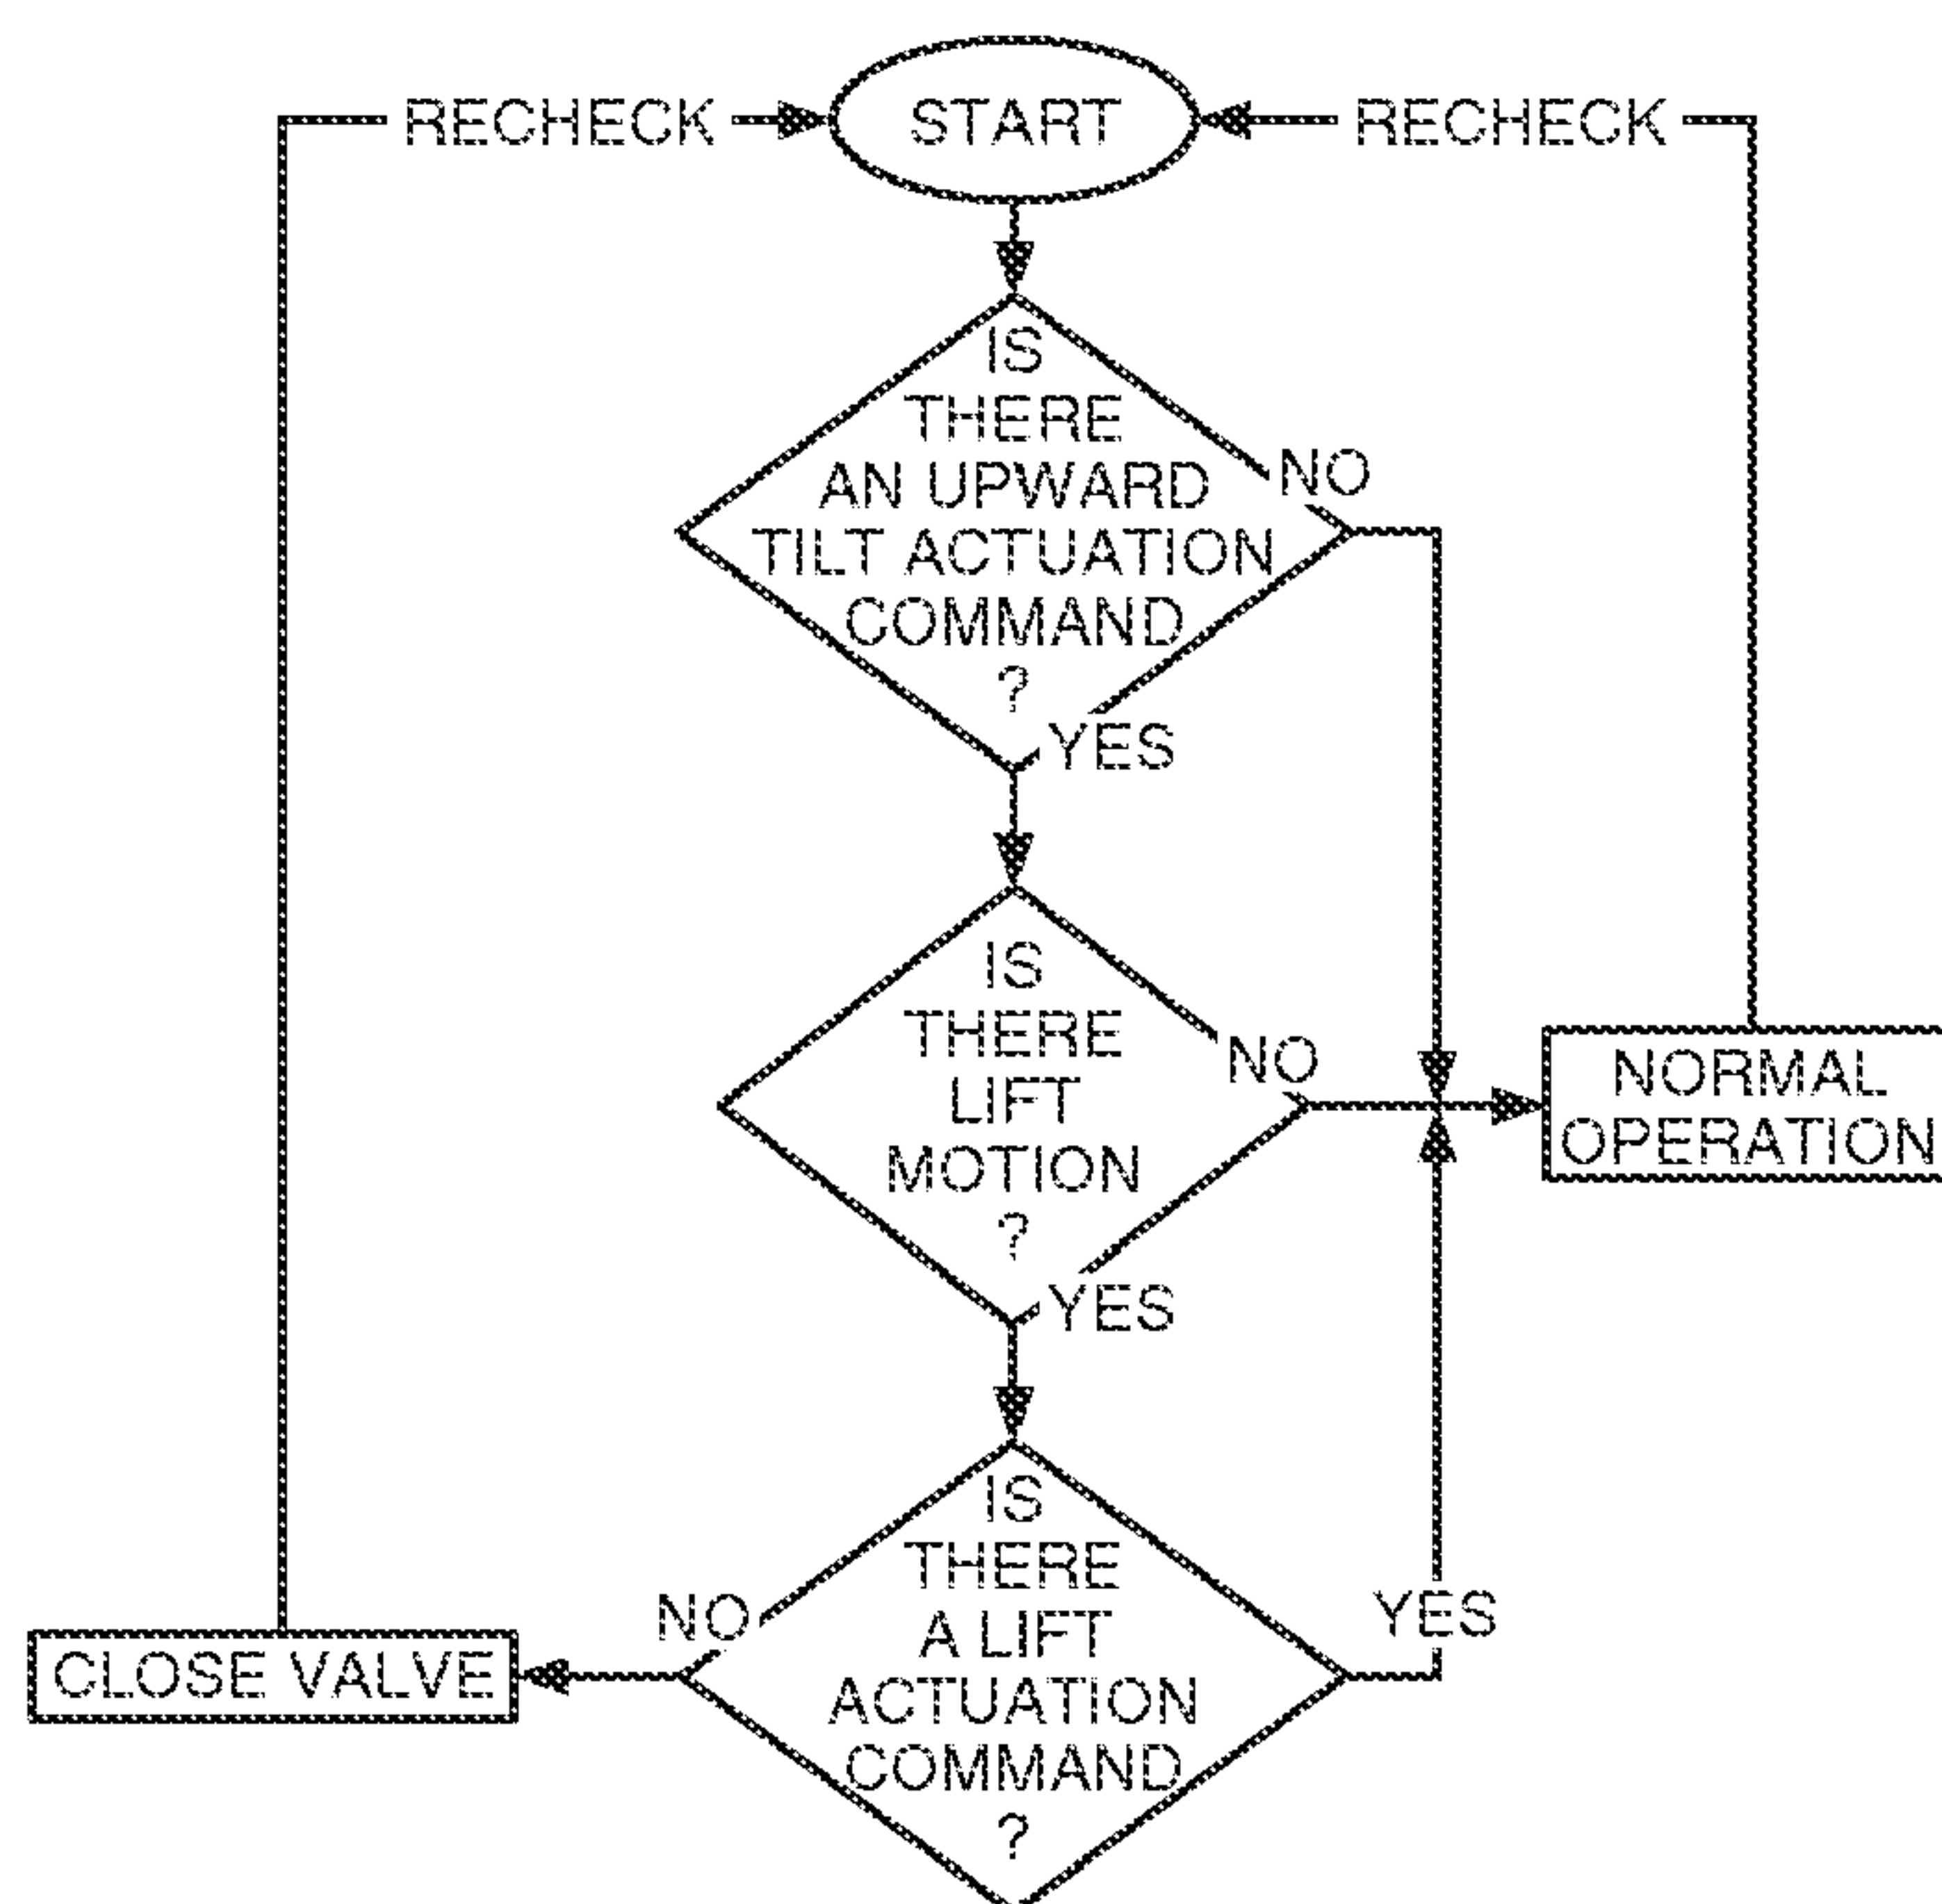 RECHECK
START
RECHECK
IS
THERE
AN UPWARD
TILT ACTUATION
COMMAND
?
NO
YES
IS
THERE
LIFT
MOTION
?
NO
YES
NORMAL
OPERATION
IS
THERE
A LIFT
ACTUATION
COMMAND
?
NO
YES
CLOSE VALVE